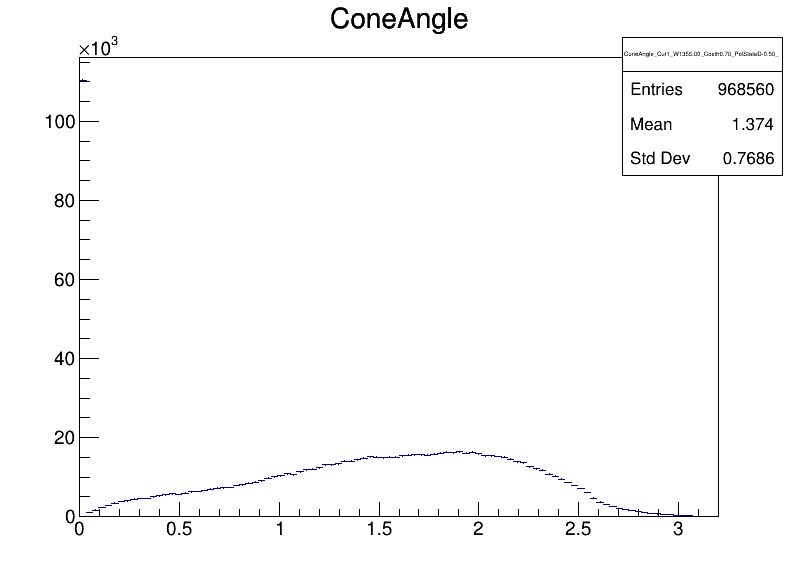 ConeAngle
×10³
ConeAngle_Cut1_W1355.00_Costh0.70_PolStateD-0.50_
Entries 968560
Mean 1.374
Std Dev 0.7686
100
80
60
40
20
0
0 0.5 1 1.5 2 2.5 3